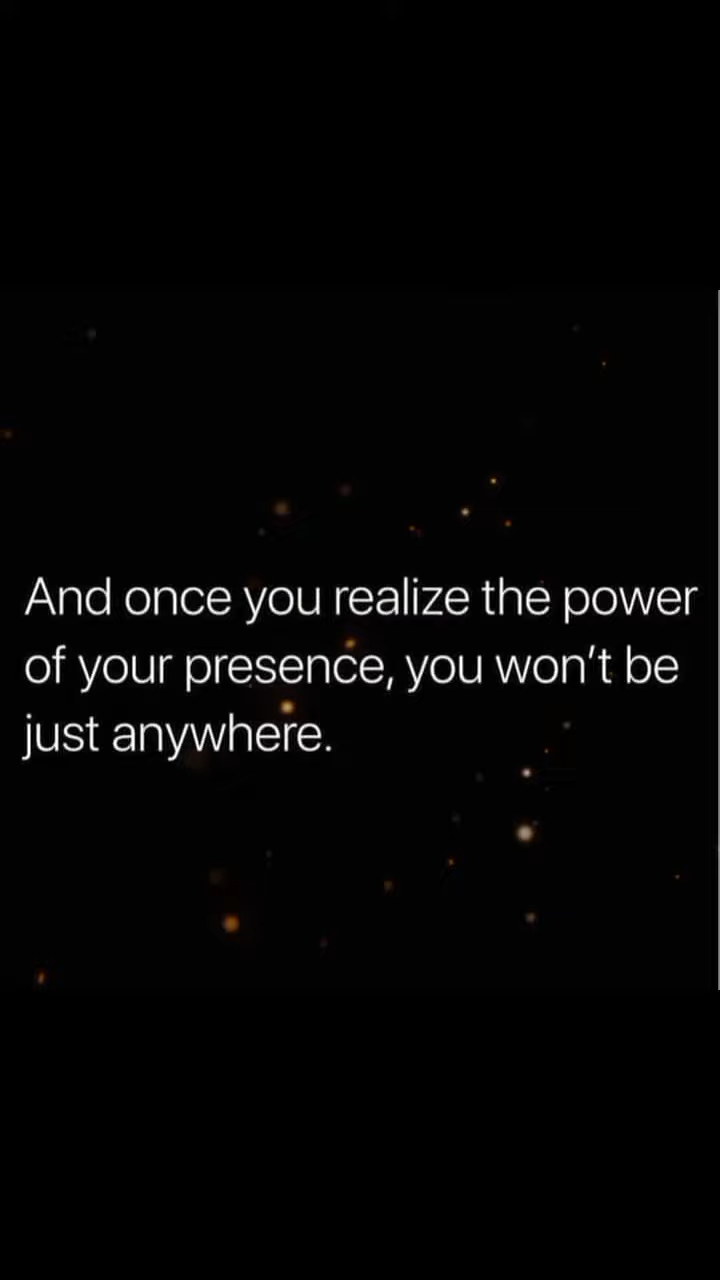 And once you realize the power
of your presence, you won’t be
just anywhere.